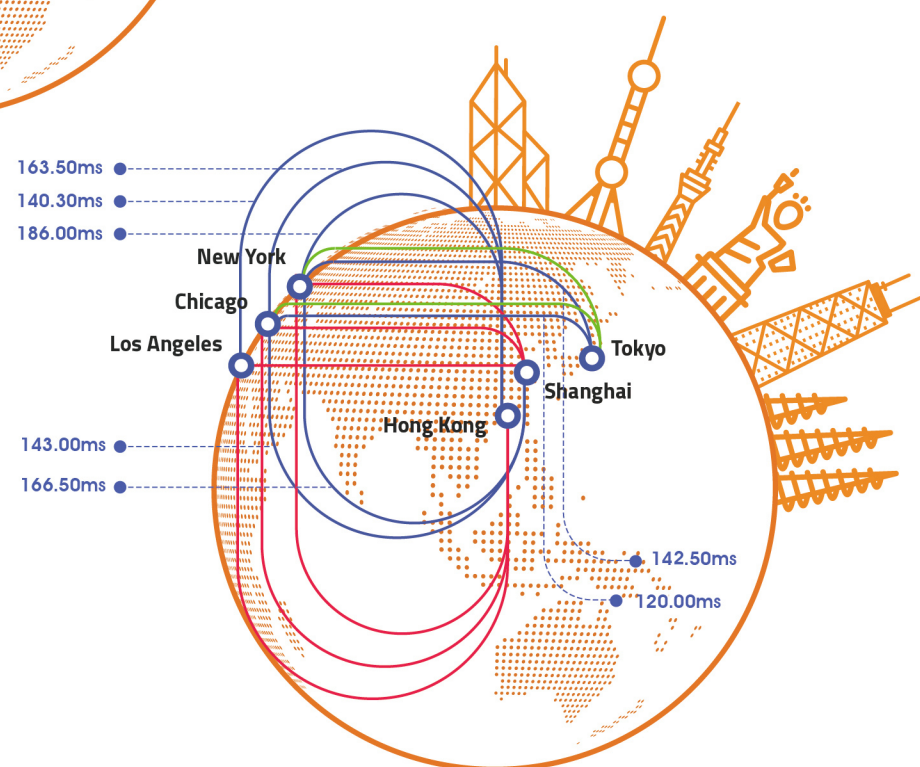 163.50ms
140.30ms
186.00ms
New York
Chicago
Los Angeles
Tokyo
Shanghai
Hong Kong
143.00ms
166.50ms
142.50ms
120.00ms